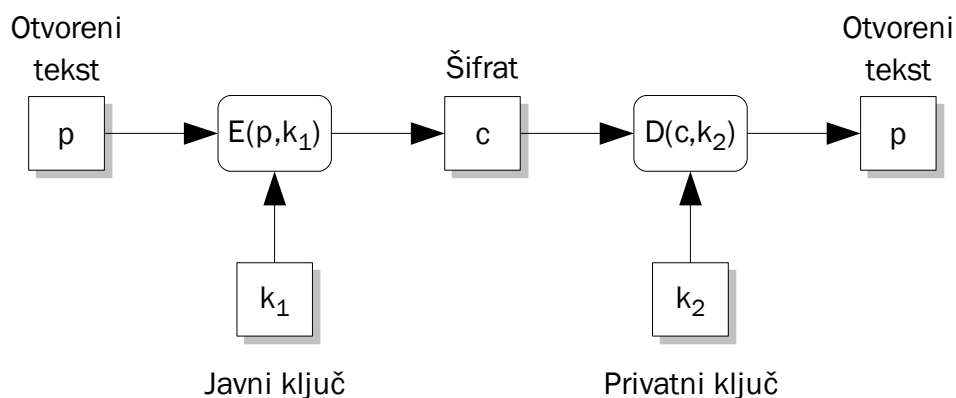 Otvoreni
tekst
Šifrat
Otvoreni
tekst
p
E(p,k₁)
c
D(c,k₂)
p
k₁
k₂
Javni ključ
Privatni ključ